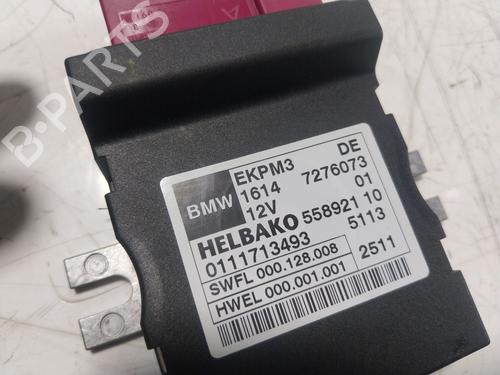 A
BMW
EKPM3 DE
1614 7276073
12V 01
HELBAKO 558921 10
0111713493 5113
SWFL 000.128.008
HWEL 000.001.001 2511
B-PARTS